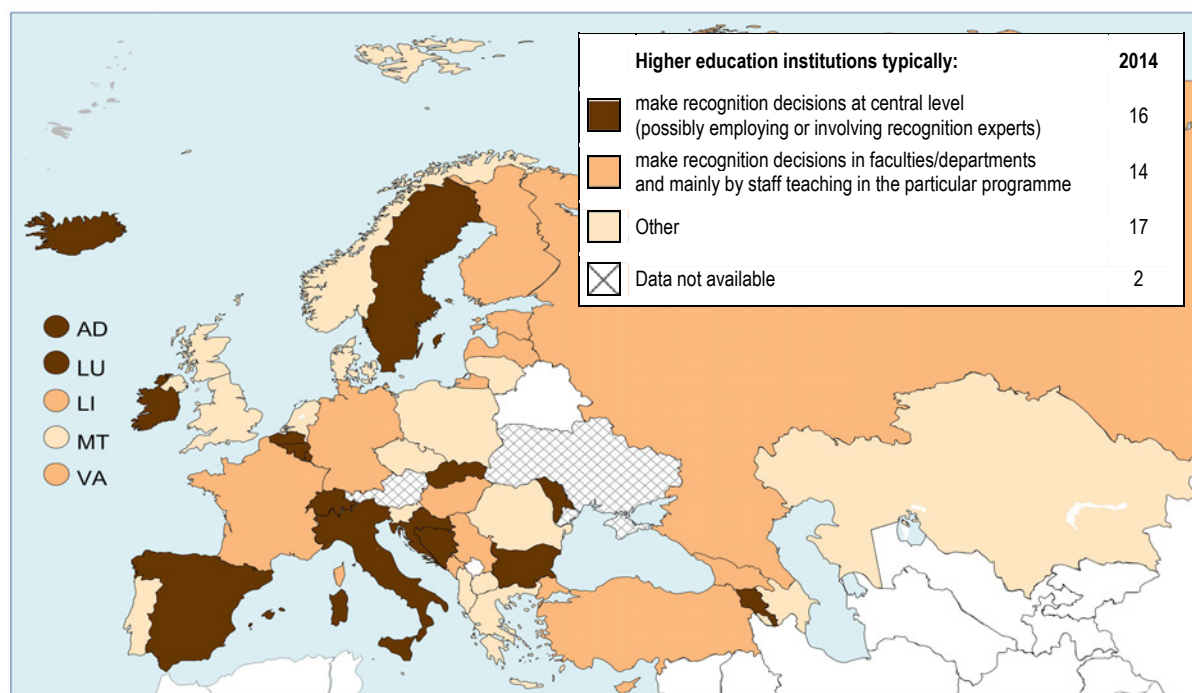 Higher education institutions typically: 2014
make recognition decisions at central level
(possibly employing or involving recognition experts) 16
make recognition decisions in faculties/departments
and mainly by staff teaching in the particular programme 14
Other 17
Data not available 2
AD
LU
LI
MT
VA